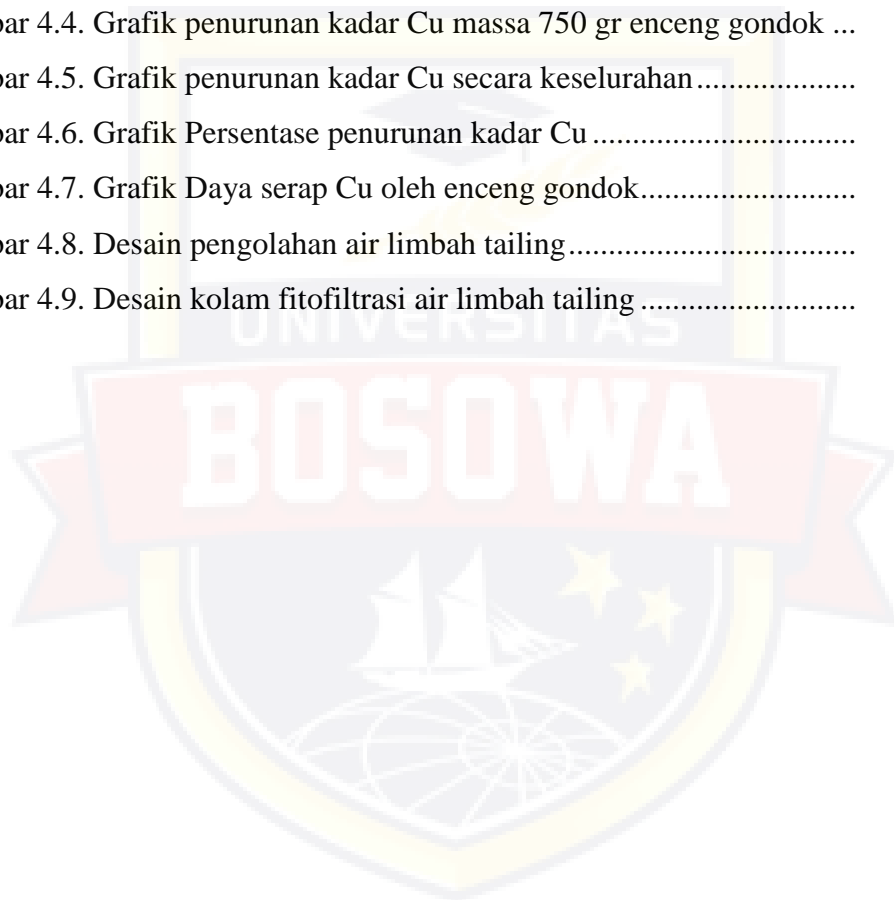 bar 4.4. Grafik penurunan kadar Cu massa 750 gr enceng gondok ...
bar 4.5. Grafik penurunan kadar Cu secara keselurahan....................
bar 4.6. Grafik Persentase penurunan kadar Cu.................................
bar 4.7. Grafik Daya serap Cu oleh enceng gondok...........................
bar 4.8. Desain pengolahan air limbah tailing....................................
bar 4.9. Desain kolam fitofiltrasi air limbah tailing ...........................
UNIVERSITAS
BOSOWA